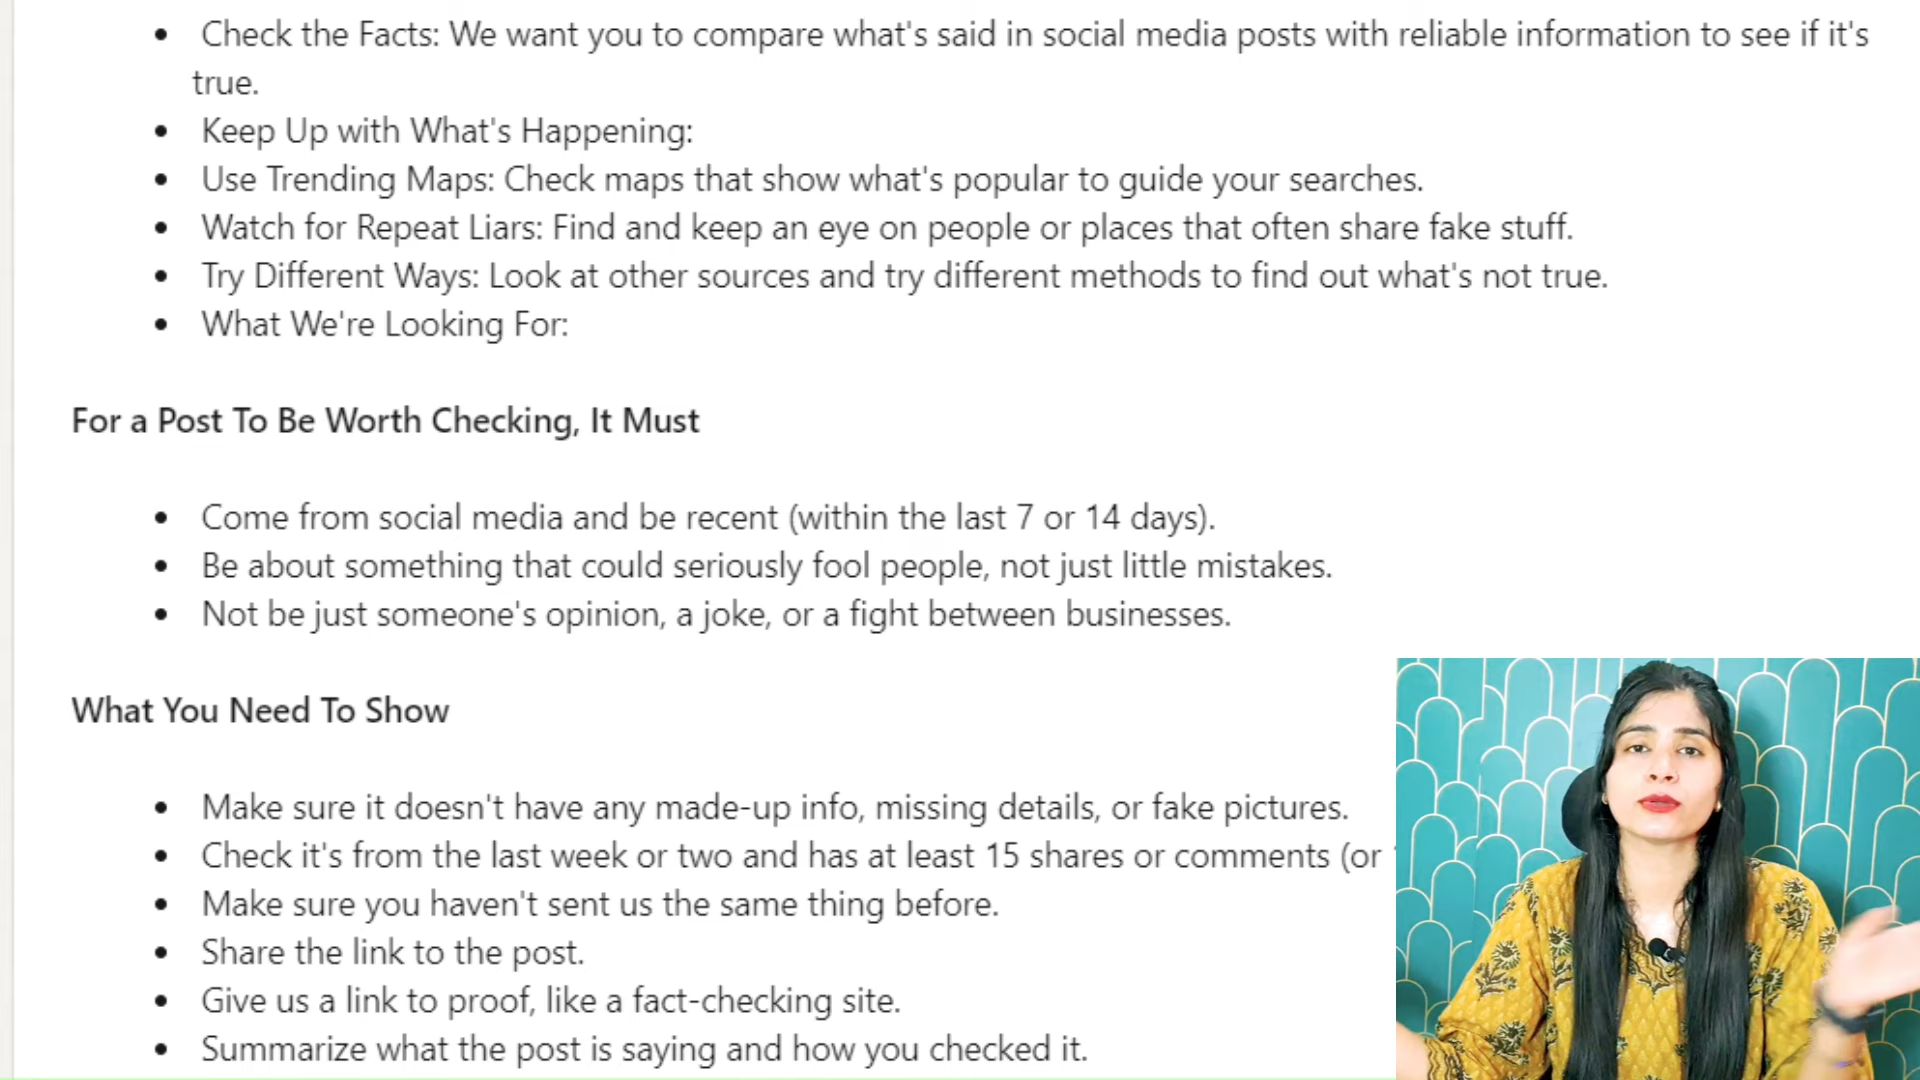 • Check the Facts: We want you to compare what's said in social media posts with reliable information to see if it's
true.
• Keep Up with What's Happening:
• Use Trending Maps: Check maps that show what's popular to guide your searches.
• Watch for Repeat Liars: Find and keep an eye on people or places that often share fake stuff.
• Try Different Ways: Look at other sources and try different methods to find out what's not true.
• What We're Looking For:
For a Post To Be Worth Checking, It Must
• Come from social media and be recent (within the last 7 or 14 days).
• Be about something that could seriously fool people, not just little mistakes.
• Not be just someone's opinion, a joke, or a fight between businesses.
What You Need To Show
• Make sure it doesn't have any made-up info, missing details, or fake pictures.
• Check it's from the last week or two and has at least 15 shares or comments (or
• Make sure you haven't sent us the same thing before.
• Share the link to the post.
• Give us a link to proof, like a fact-checking site.
• Summarize what the post is saying and how you checked it.